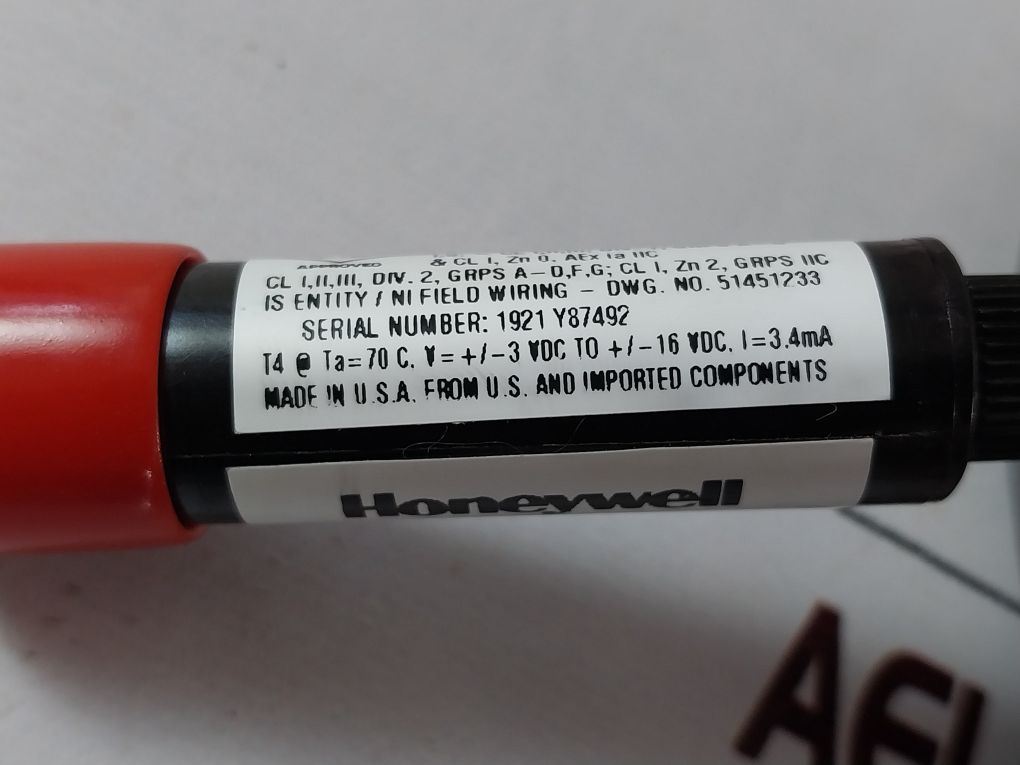 APPROVED
& CL I, Zn 0. AEx ia IIC
CL I,II,III, DIV. 2, GRPS A-D,F,G; CL I, Zn 2, GRPS IIC
IS ENTITY / NI FIELD WIRING - DWG. NO. 51451233
SERIAL NUMBER: 1921 Y87492
T4 @ Ta=70 C. V=+/-3 VDC TO +/-16 VDC. I=3.4mA
MADE IN U.S.A. FROM U.S. AND IMPORTED COMPONENTS
Honeywell